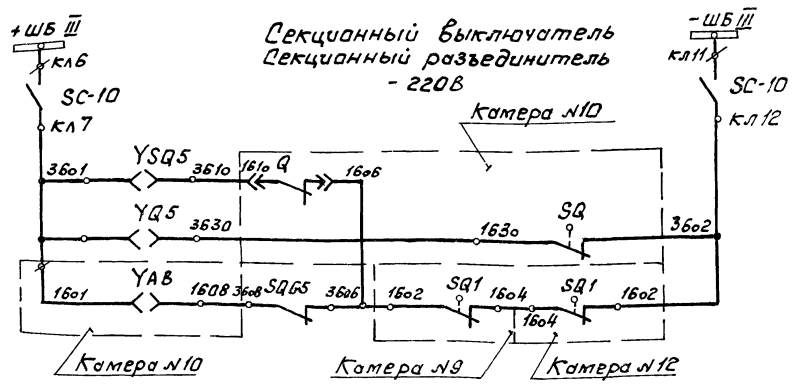 +ШБ III
Секционный выключатель
Секционный разъединитель
-220В
-ШБ III
кл6
кл11
SC-10
SC-10
Камера №10
кл7
кл12
3601
YSQ5
3610
1610
Q
1606
YQ5
3630
1630
SQ
3602
1601
YAB
1608
3608
SQG5
3606
1602
SQ1
1604
1604
SQ1
1602
Камера №10
Камера №9
Камера №12